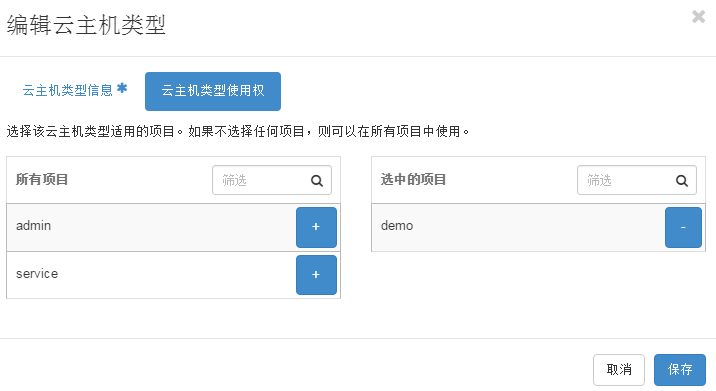 编辑云主机类型
×
云主机类型信息 * 云主机类型使用权
选择该云主机类型适用的项目。如果不选择任何项目，则可以在所有项目中使用。
所有项目 筛选 选中的项目 筛选
admin + demo -
service +
取消 保存